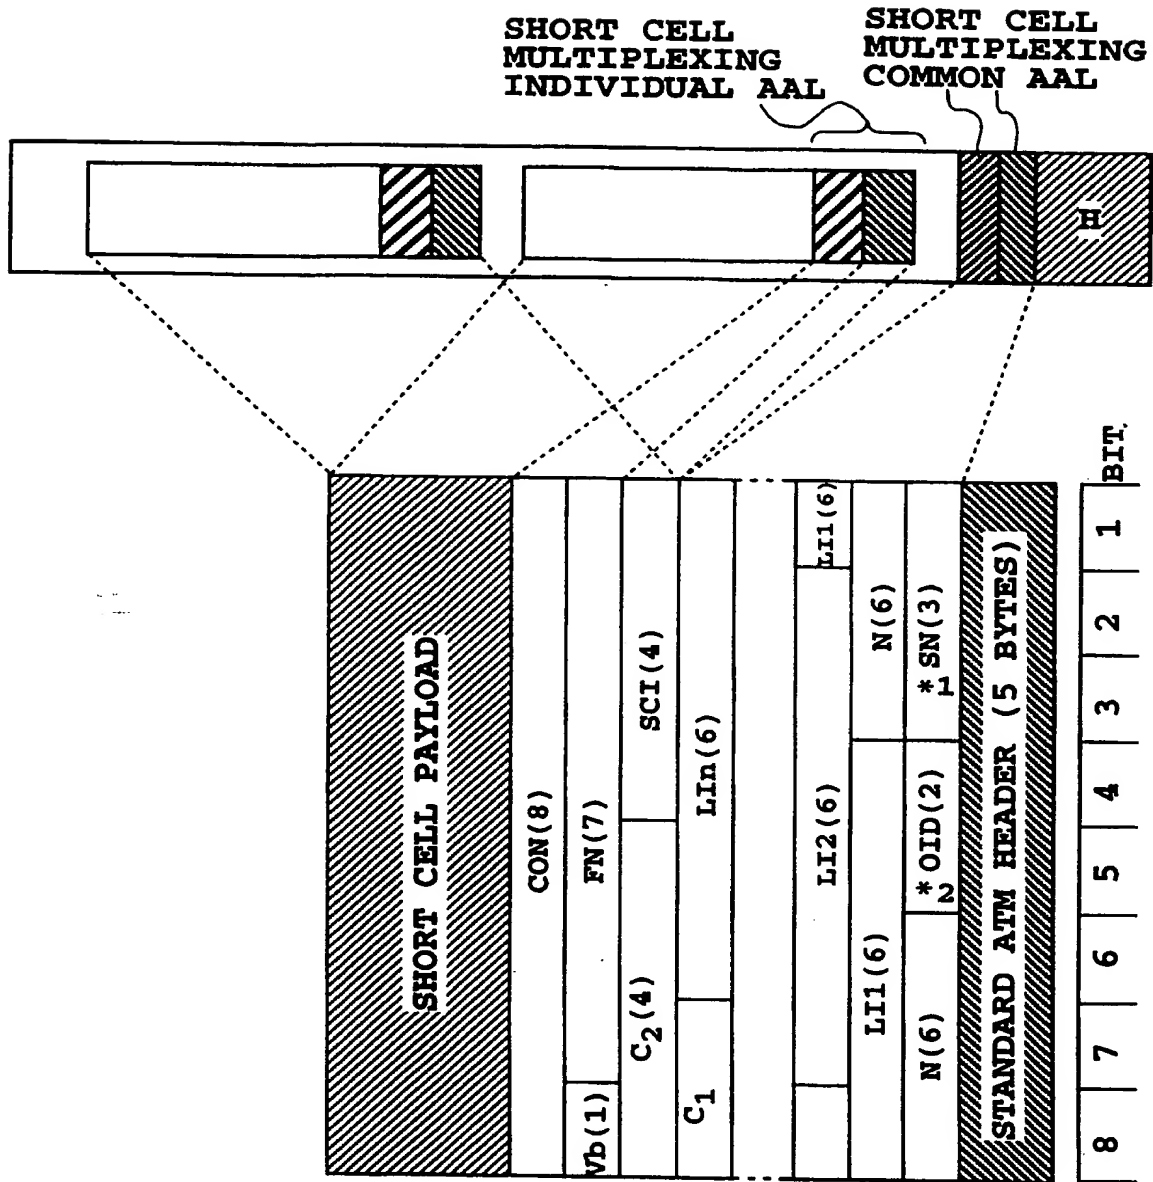 SHORT CELL
MULTIPLEXING
INDIVIDUAL AAL
SHORT CELL
MULTIPLEXING
COMMON AAL
H
SHORT CELL PAYLOAD
CON(8)
Vb(1)
FN(7)
C2(4)
SCI(4)
C1
LIn(6)
LI2(6)
LI1(6)
LI1(6)
N(6)
N(6)
*OID(2)
2
*SN(3)
1
STANDARD ATM HEADER (5 BYTES)
8
7
6
5
4
3
2
1
BIT